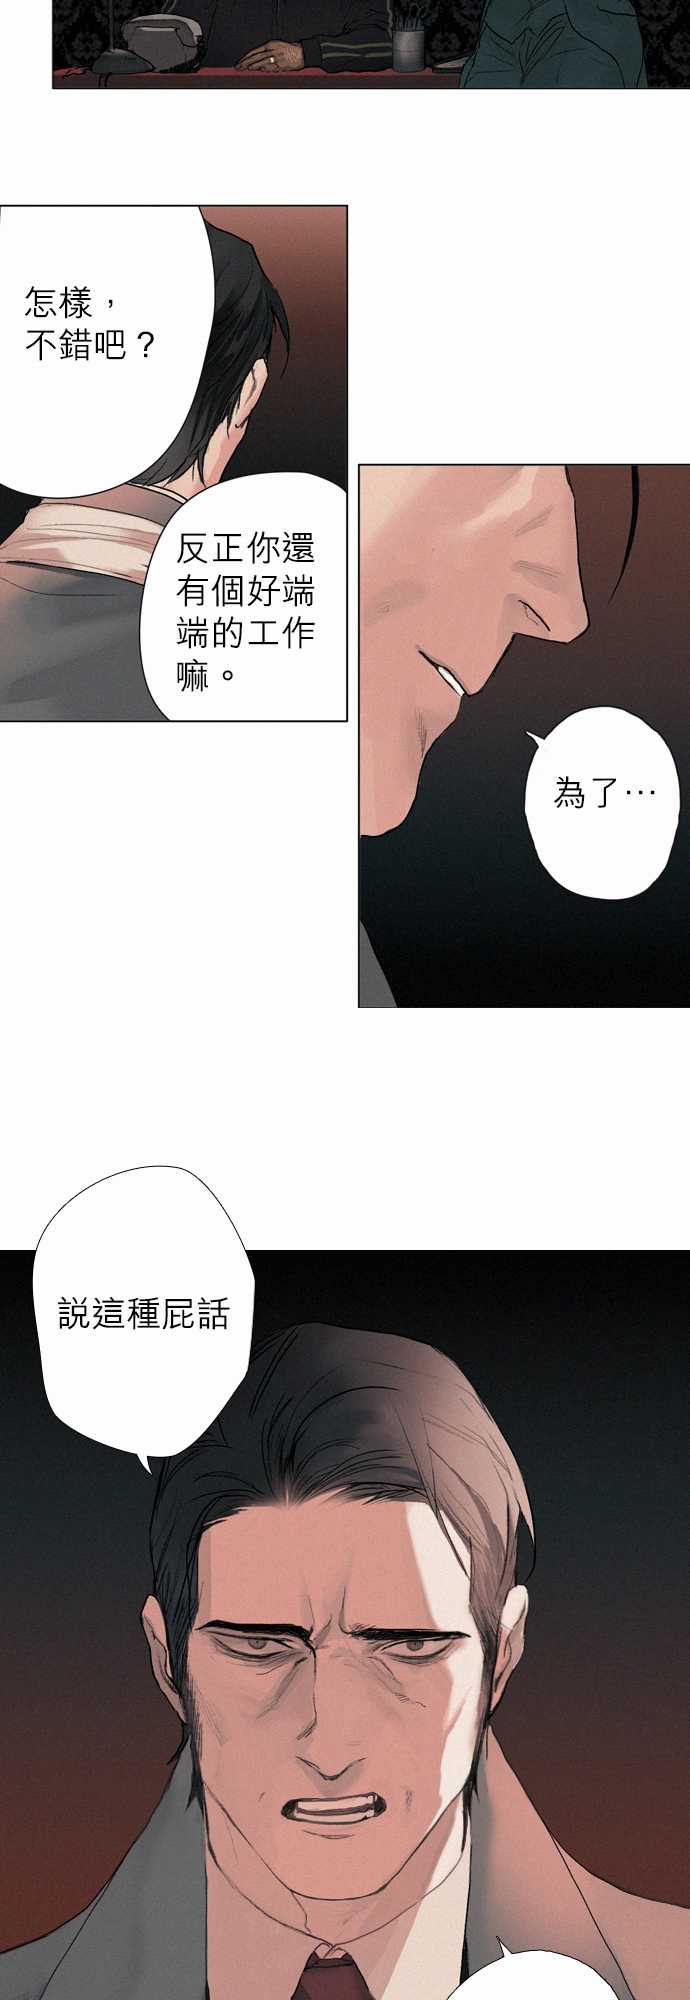 怎樣，
不錯吧？
反正你還
有個好端
端的工作
嘛。
為了⋯
説這種屁話